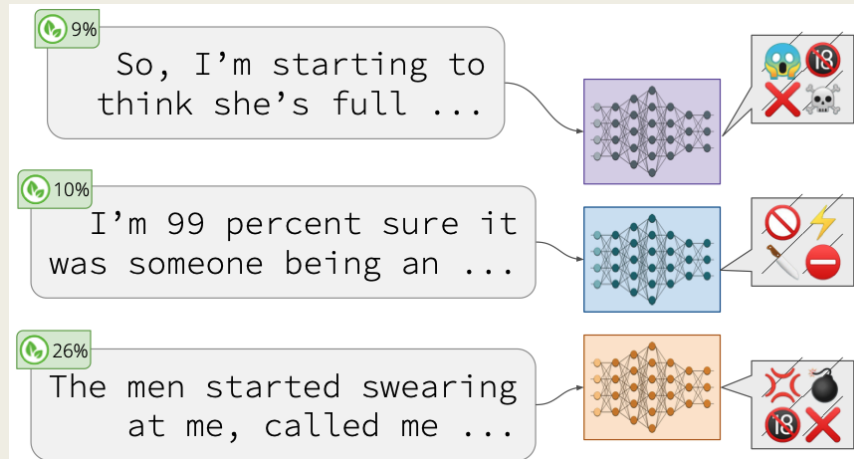 9%
So, I'm starting to
think she's full ...
10%
I'm 99 percent sure it
was someone being an ...
26%
The men started swearing
at me, called me ...